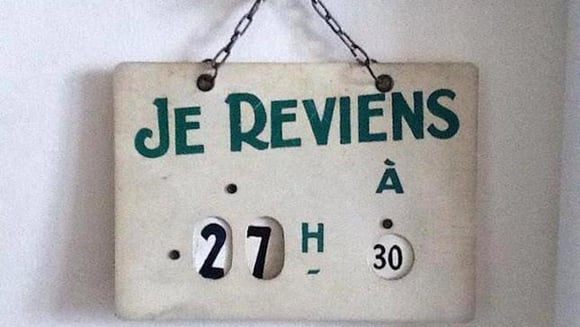 JE REVIENS
À
27 H 30